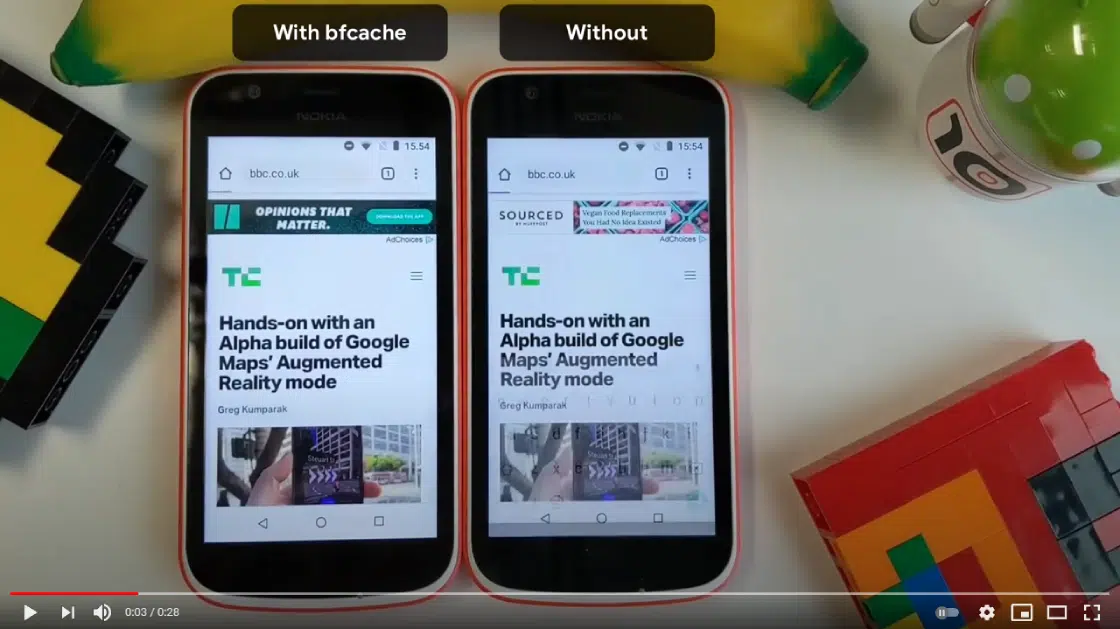 With bfcache
Without
NOKIA
15.54
bbc.co.uk
1
OPINIONS THAT
MATTER.
DOWNLOAD THE APP
AdChoices
TC
Hands-on with an
Alpha build of Google
Maps’ Augmented
Reality mode
Greg Kumparak
NOKIA
15:54
bbc.co.uk
1
SOURCED
BY HUFFPOST
Vegan Food Replacements
You Had No Idea Existed
AdChoices
TC
Hands-on with an
Alpha build of Google
Maps’ Augmented
Reality mode
Greg Kumparak
10
0:03 / 0:28